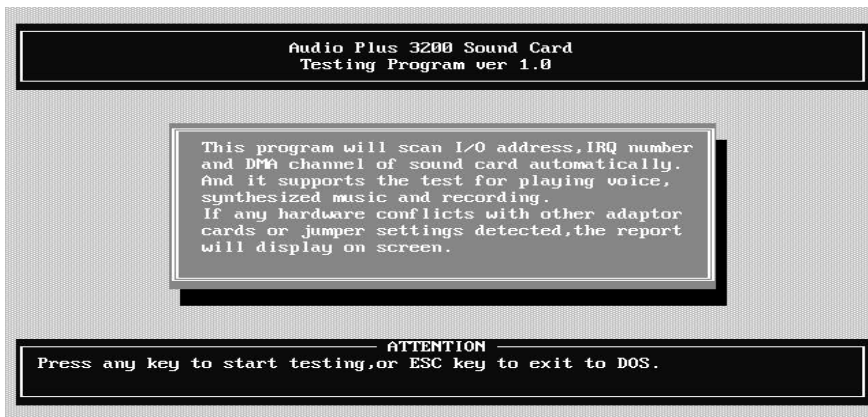 Audio Plus 3200 Sound Card
Testing Program ver 1.0
This program will scan I/O address,IRQ number
and DMA channel of sound card automatically.
And it supports the test for playing voice,
synthesized music and recording.
If any hardware conflicts with other adaptor
cards or jumper settings detected,the report
will display on screen.
ATTENTION
Press any key to start testing,or ESC key to exit to DOS.